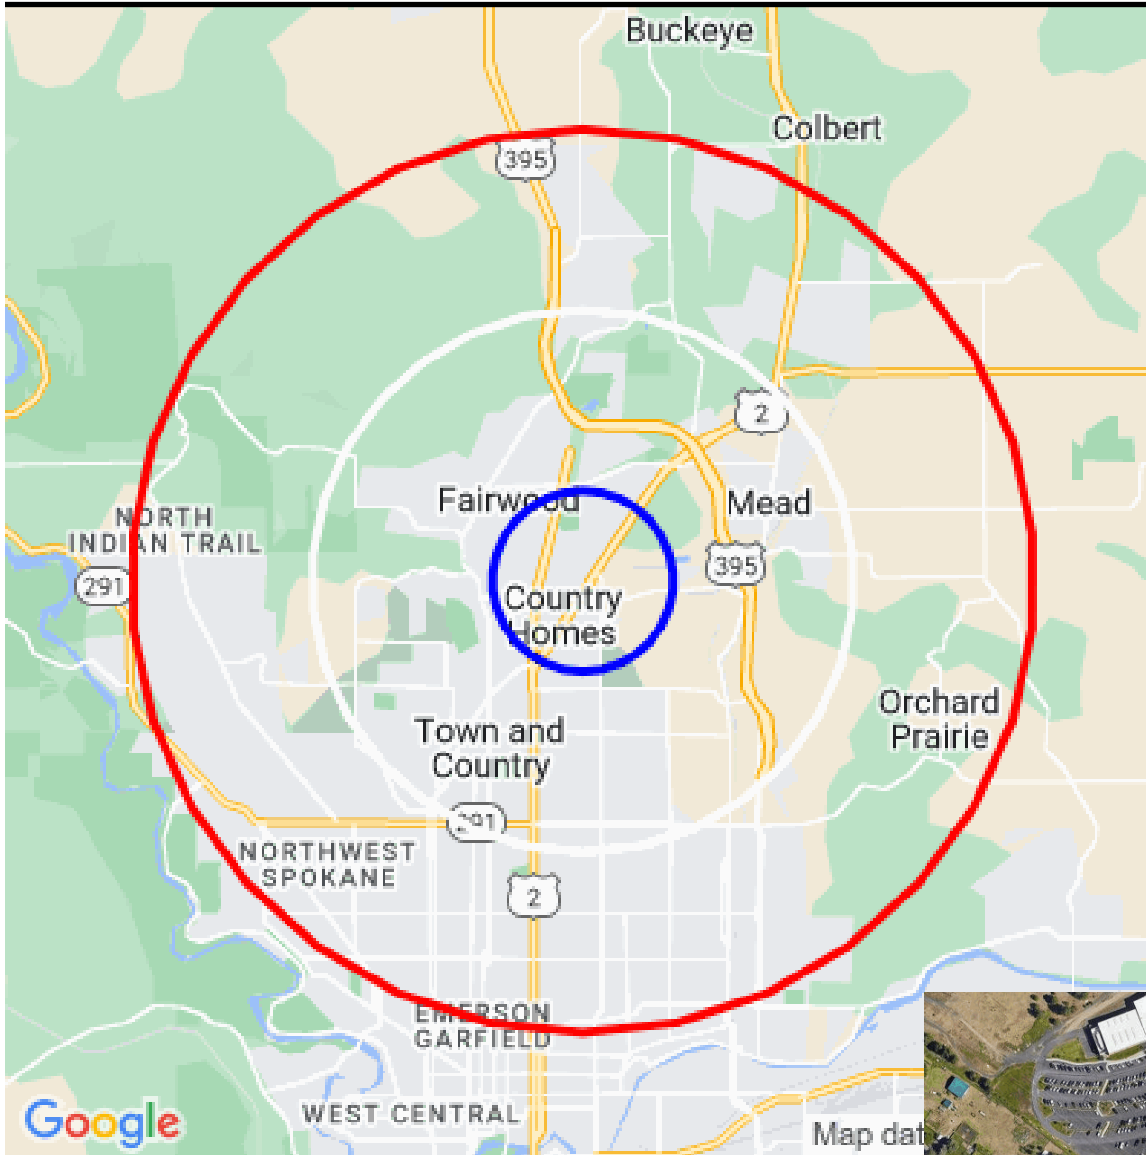 Buckeye
Colbert
395
2
Fairwood
Mead
NORTH
INDIAN TRAIL
395
291
Country
Homes
Orchard
Prairie
Town and
Country
291
NORTHWEST
SPOKANE
2
EMERSON
GARFIELD
WEST CENTRAL
Google
Map dat